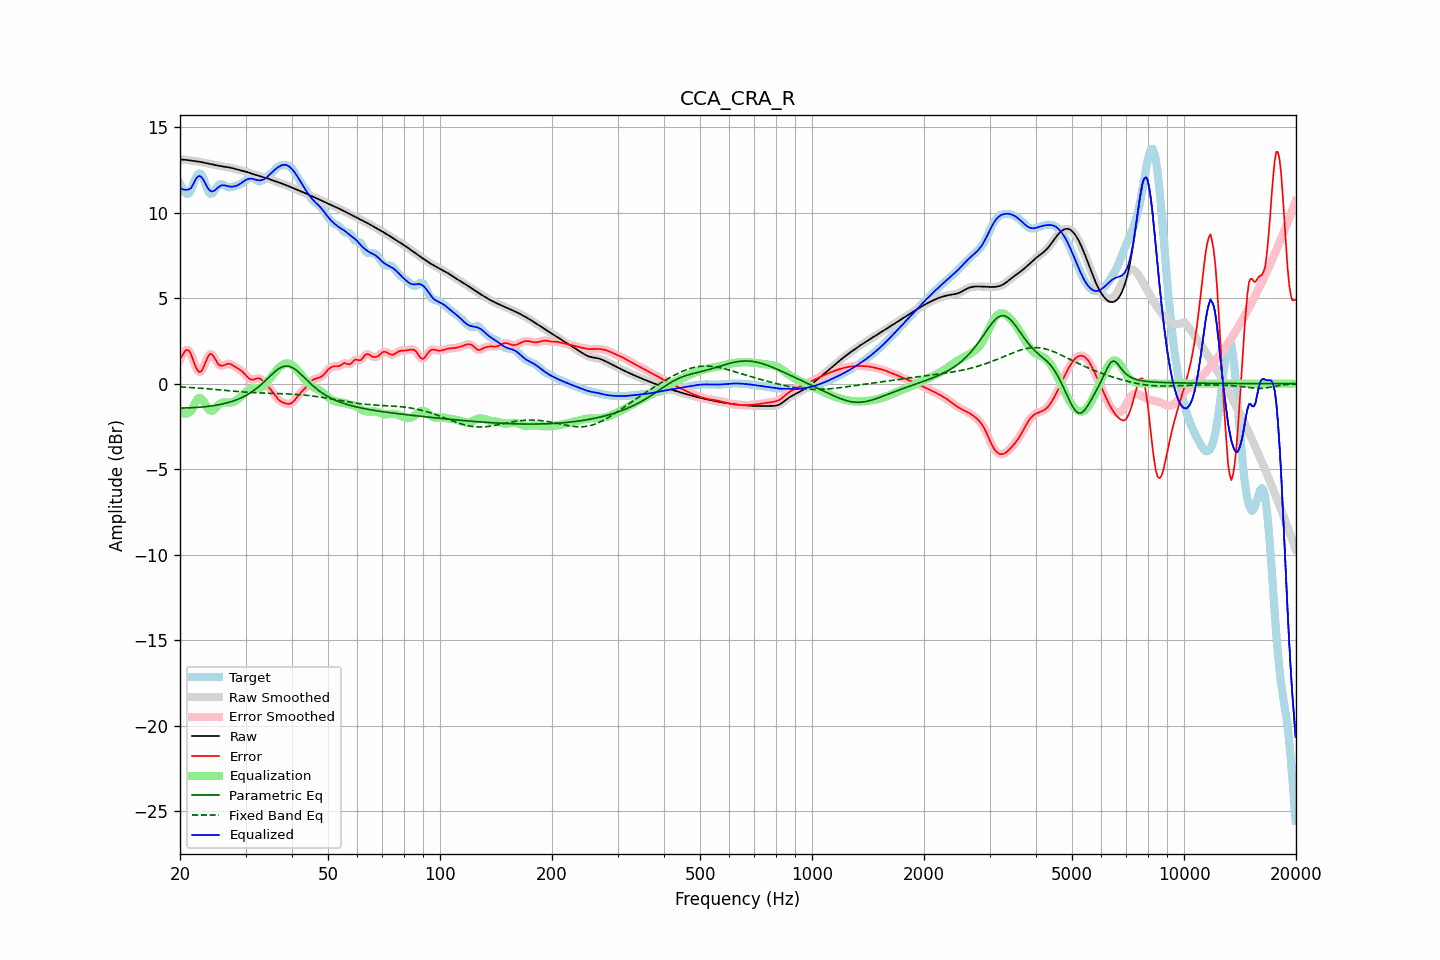 CCA_CRA_R
15
10
5
0
−5
−10
−15
−20
−25
Amplitude (dBr)
Target
Raw Smoothed
Error Smoothed
Raw
Error
Equalization
Parametric Eq
Fixed Band Eq
Equalized
20 50 100 200 500 1000 2000 5000 10000 20000
Frequency (Hz)